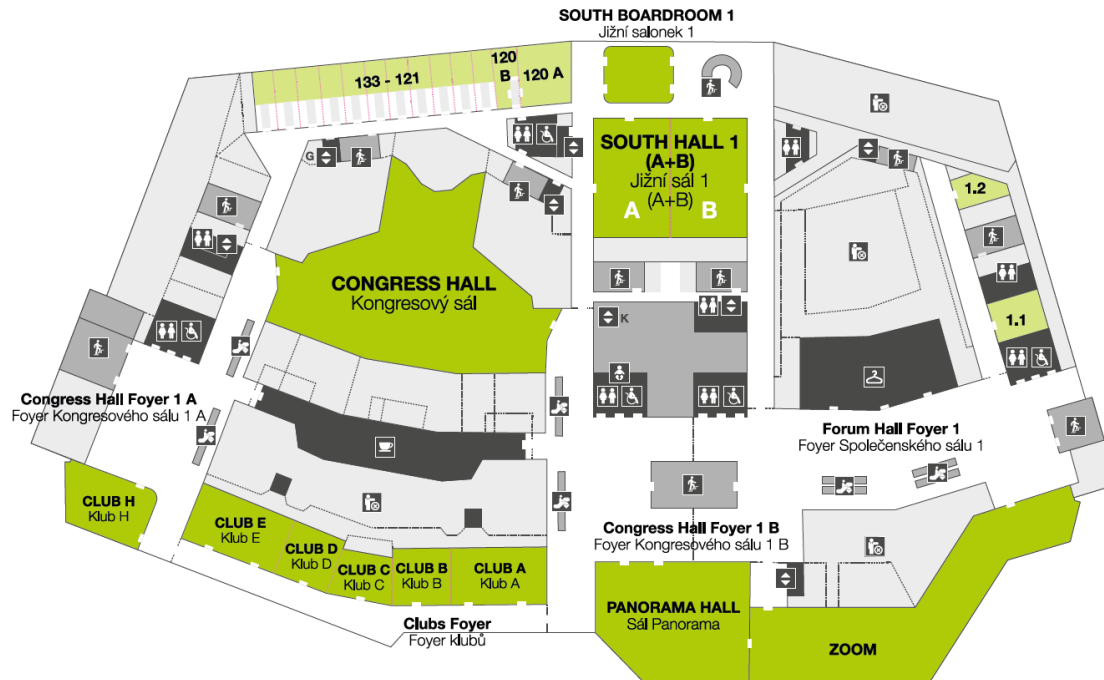 SOUTH BOARDROOM 1
Jižní salonek 1
133 - 121
120
B
120 A
SOUTH HALL 1
(A+B)
Jižní sál 1
(A+B)
A
B
G
1.2
CONGRESS HALL
Kongresový sál
K
1.1
Congress Hall Foyer 1 A
Foyer Kongresového sálu 1 A
Forum Hall Foyer 1
Foyer Společenského sálu 1
CLUB H
Klub H
CLUB E
Klub E
CLUB D
Klub D
CLUB C
Klub C
CLUB B
Klub B
CLUB A
Klub A
Congress Hall Foyer 1 B
Foyer Kongresového sálu 1 B
PANORAMA HALL
Sál Panorama
Clubs Foyer
Foyer klubů
ZOOM